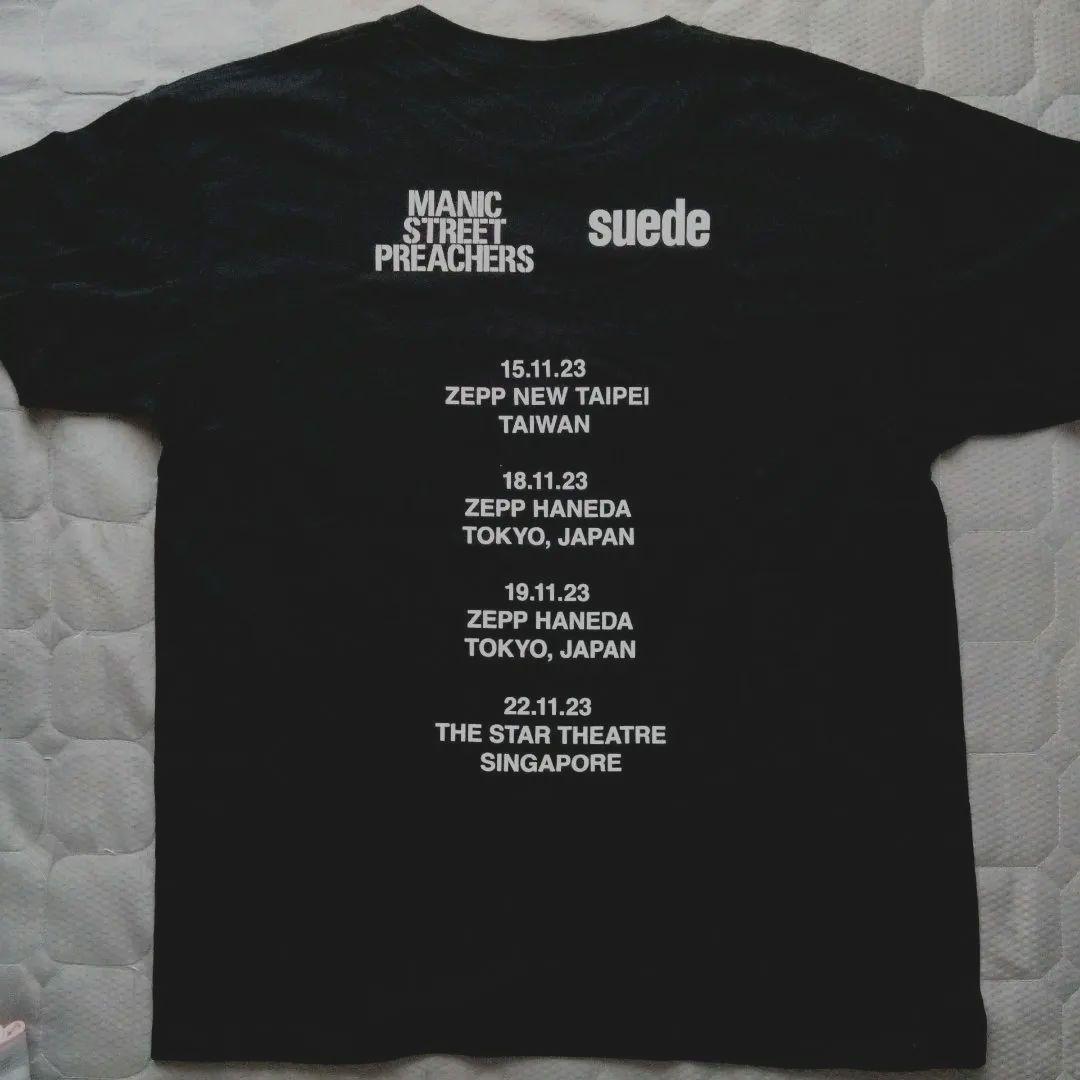 MANIC
STREET
PREACHERS
suede
15.11.23
ZEPP NEW TAIPEI
TAIWAN
18.11.23
ZEPP HANEDA
TOKYO, JAPAN
19.11.23
ZEPP HANEDA
TOKYO, JAPAN
22.11.23
THE STAR THEATRE
SINGAPORE